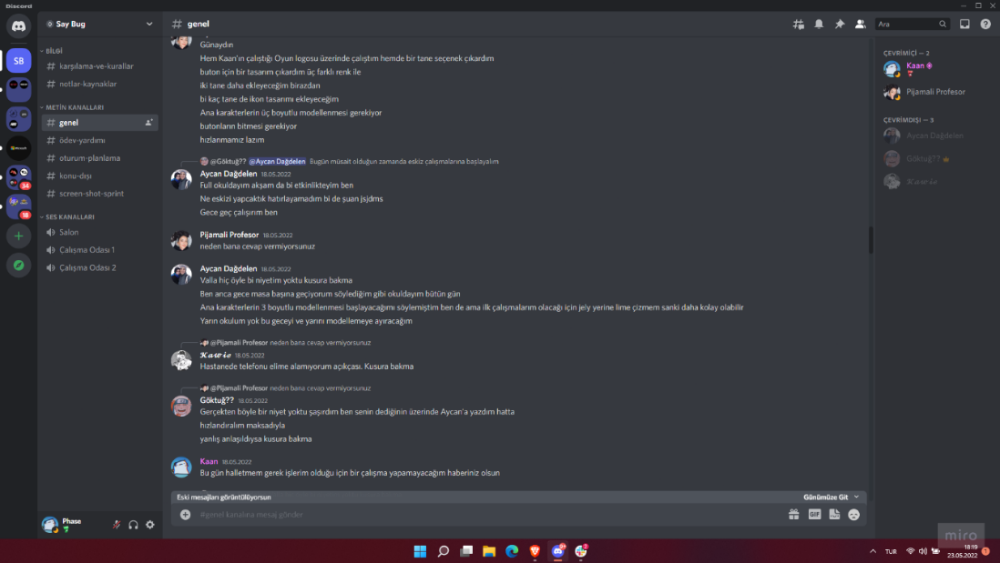 Discord
Say Bug
genel
Ara
SB
BİLGİ
karşılama-ve-kurallar
notlar-kaynaklar
METİN KANALLARI
genel
ödev-yardımı
oturum-planlama
konu-dışı
screen-shot-sprint
SES KANALLARI
Salon
Çalışma Odası 1
Çalışma Odası 2
34
18
Günaydın
Hem Kaan'ın çalıştığı Oyun logosu üzerinde çalıştım hemde bir tane seçenek çıkardım
buton için bir tasarım çıkardım üç farklı renk ile
iki tane daha ekleyeceğim birazdan
bi kaç tane de ikon tasarımı ekleyeceğim
Ana karakterlerin üç boyutlu modellenmesi gerekiyor
butonların bitmesi gerekiyor
hızlanmamız lazım
@Göktuğ?? @Aycan Dağdelen Bugün müsait olduğun zamanda eskiz çalışmalarına başlayalım
Aycan Dağdelen 18.05.2022
Full okuldayım akşam da bi etkinlikteyim ben
Ne eskizi yapcaktık hatırlayamadım bi de şuan jsjdms
Gece geç çalışırım ben
Pijamali Profesor 18.05.2022
neden bana cevap vermiyorsunuz
Aycan Dağdelen 18.05.2022
Valla hiç öyle bi niyetim yoktu kusura bakma
Ben anca gece masa başına geçiyorum söylediğim gibi okuldayım bütün gün
Ana karakterlerin 3 boyutlu modellenmesi başlayacağımı söylemiştim ben de ama ilk çalışmalarım olacağı için jely yerine lime çizmem sanki daha kolay olabilir
Yarın okulum yok bu geceyi ve yarını modellemeye ayıracağım
@Pijamali Profesor neden bana cevap vermiyorsunuz
𝓚𝓪𝔀𝓲𝓮 18.05.2022
Hastanede telefonu elime alamıyorum açıkçası. Kusura bakma
@Pijamali Profesor neden bana cevap vermiyorsunuz
Göktuğ?? 18.05.2022
Gerçekten böyle bir niyet yoktu şaşırdım ben senin dediğinin üzerinde Aycan'a yazdım hatta
hızlandıralım maksadıyla
yanlış anlaşıldıysa kusura bakma
Kaan 18.05.2022
Bu gün halletmem gerek işlerim olduğu için bir çalışma yapamayacağım haberiniz olsun
Eski mesajları görüntülüyorsun
Günümüze Git
#genel kanalına mesaj gönder
GIF
ÇEVRİMİÇİ — 2
Kaan
Pijamali Profesor
ÇEVRİMDIŞI — 3
Aycan Dağdelen
Göktuğ??
𝓚𝓪𝔀𝓲𝓮
Phase
miro
TUR
18:19
23.05.2022
1